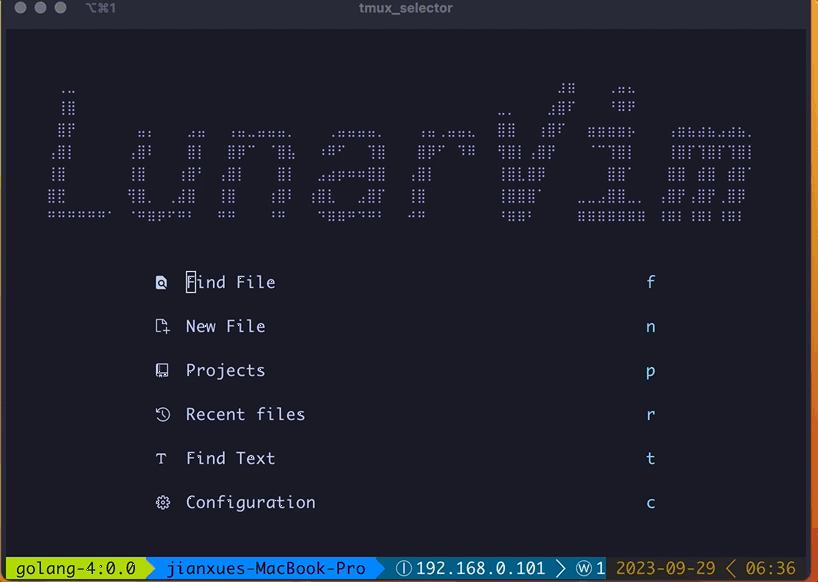 ⌥⌘1 tmux_selector
LunarVim
Find File f
New File n
Projects p
Recent files r
Find Text t
Configuration c
golang-4:0.0 jianxues-MacBook-Pro Ⓘ 192.168.0.101 ⓦ 1 2023-09-29 < 06:36